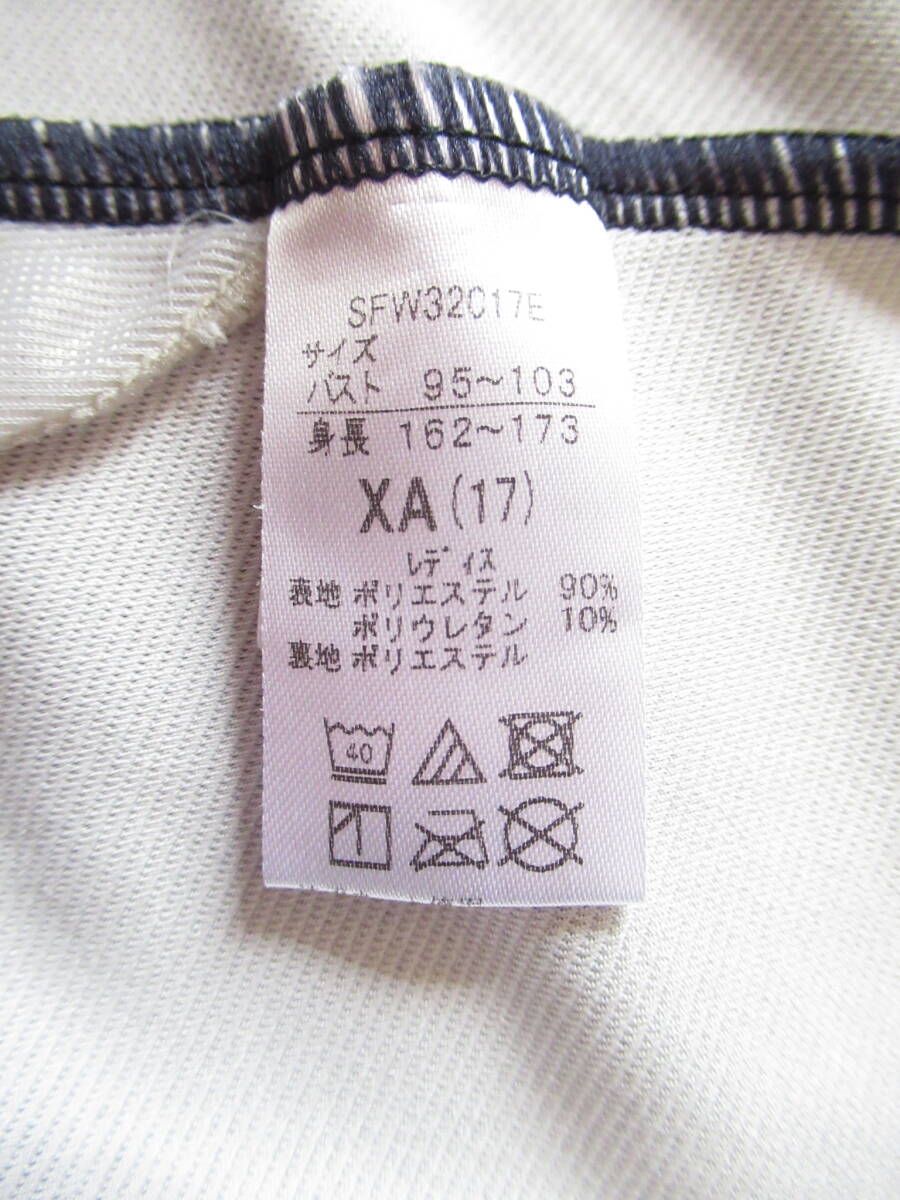 SFW32017E
サイズ
バスト 95～103
身長 162～173
XA(17)
レディス
表地 ポリエステル 90%
ポリウレタン 10%
裏地 ポリエステル
40